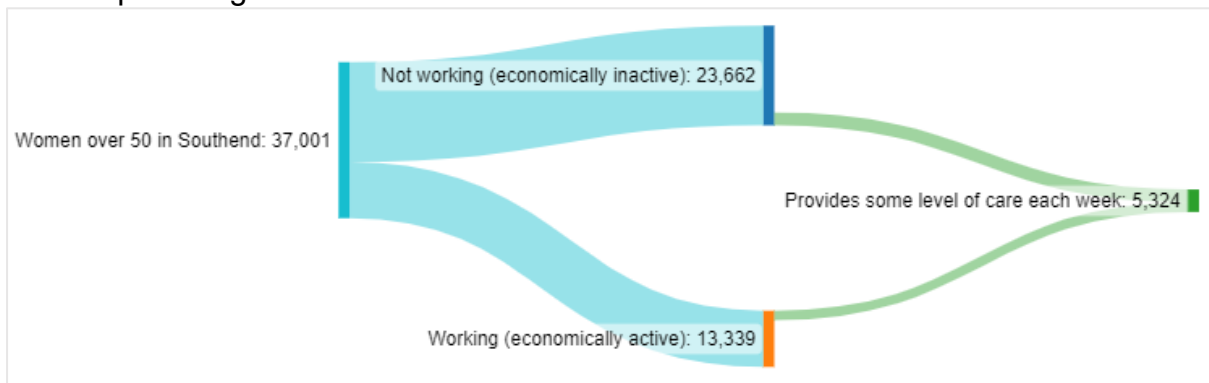 Not working (economically inactive): 23,662
Women over 50 in Southend: 37,001
Provides some level of care each week: 5,324
Working (economically active): 13,339